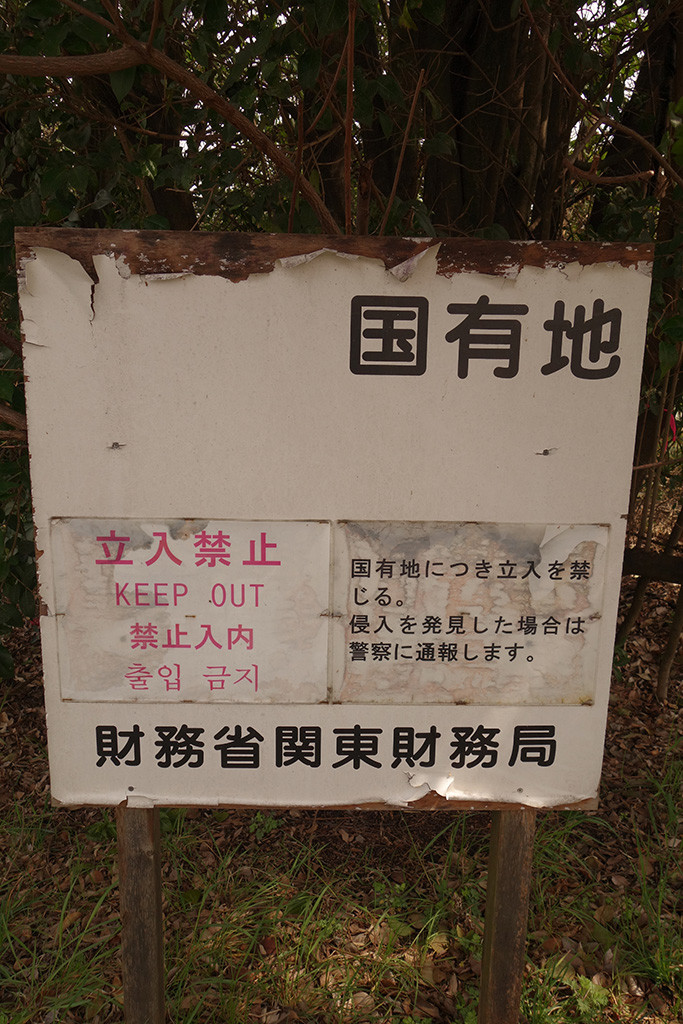 国有地
立入禁止
KEEP OUT
禁止入内
출입 금지
国有地につき立入を禁
じる。
侵入を発見した場合は
警察に通報します。
財務省関東財務局